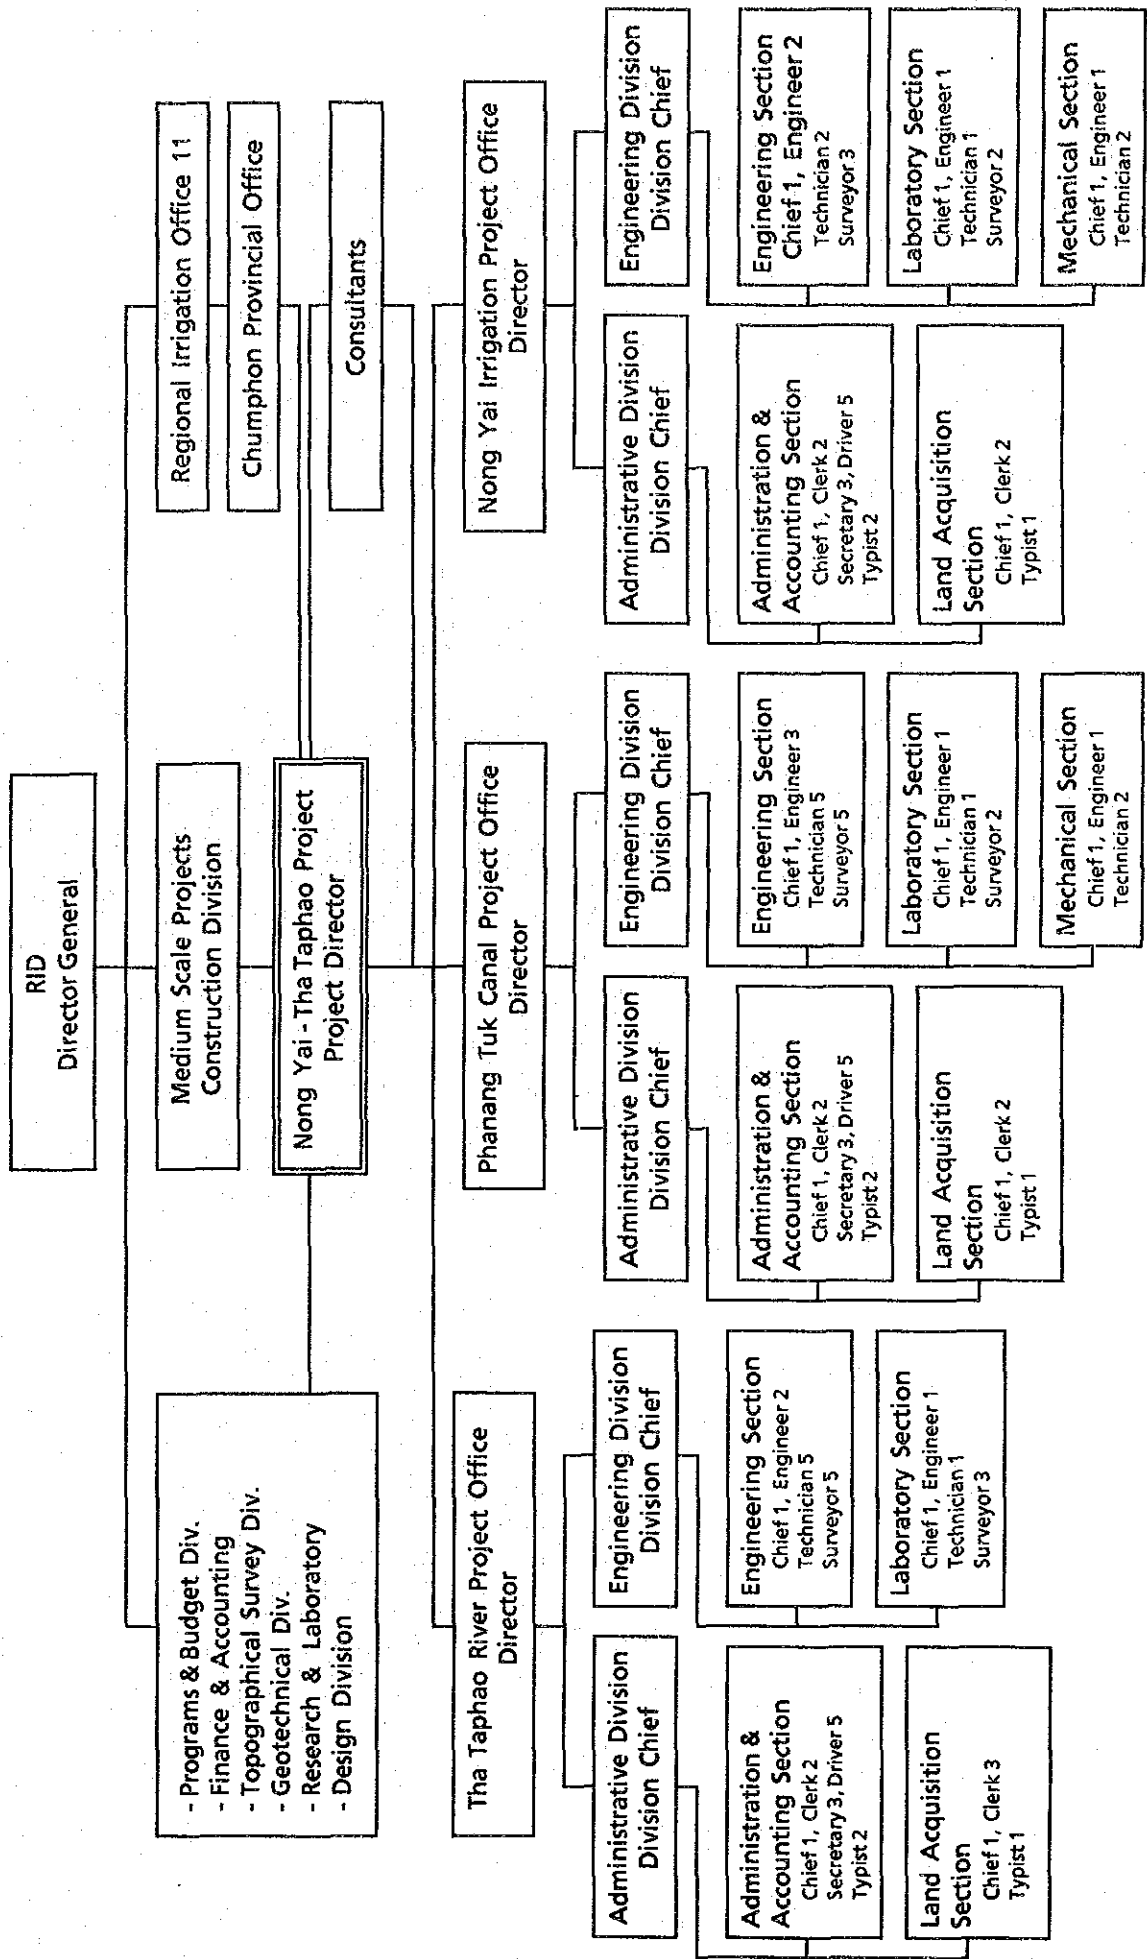 RID
Director General
- Programs & Budget Div.
- Finance & Accounting
- Topographical Survey Div.
- Geotechnical Div.
- Research & Laboratory
- Design Division
Medium Scale Projects
Construction Division
Regional Irrigation Office 11
Chumphon Provincial Office
Nong Yai - Tha Taphao Project
Project Director
Consultants
Tha Taphao River Project Office
Director
Phanang Tuk Canal Project Office
Director
Nong Yai Irrigation Project Office
Director
Administrative Division
Division Chief
Engineering Division
Division Chief
Administrative Division
Division Chief
Engineering Division
Division Chief
Administrative Division
Division Chief
Engineering Division
Division Chief
Administration &
Accounting Section
Chief 1, Clerk 2
Secretary 3, Driver 5
Typist 2
Engineering Section
Chief 1, Engineer 2
Technician 5
Surveyor 5
Administration &
Accounting Section
Chief 1, Clerk 2
Secretary 3, Driver 5
Typist 2
Engineering Section
Chief 1, Engineer 3
Technician 5
Surveyor 5
Administration &
Accounting Section
Chief 1, Clerk 2
Secretary 3, Driver 5
Typist 2
Engineering Section
Chief 1, Engineer 2
Technician 2
Surveyor 3
Land Acquisition
Section
Chief 1, Clerk 3
Typist 1
Laboratory Section
Chief 1, Engineer 1
Technician 1
Surveyor 3
Land Acquisition
Section
Chief 1, Clerk 2
Typist 1
Laboratory Section
Chief 1, Engineer 1
Technician 1
Surveyor 2
Land Acquisition
Section
Chief 1, Clerk 2
Typist 1
Laboratory Section
Chief 1, Engineer 1
Technician 1
Surveyor 2
Mechanical Section
Chief 1, Engineer 1
Technician 2
Mechanical Section
Chief 1, Engineer 1
Technician 2